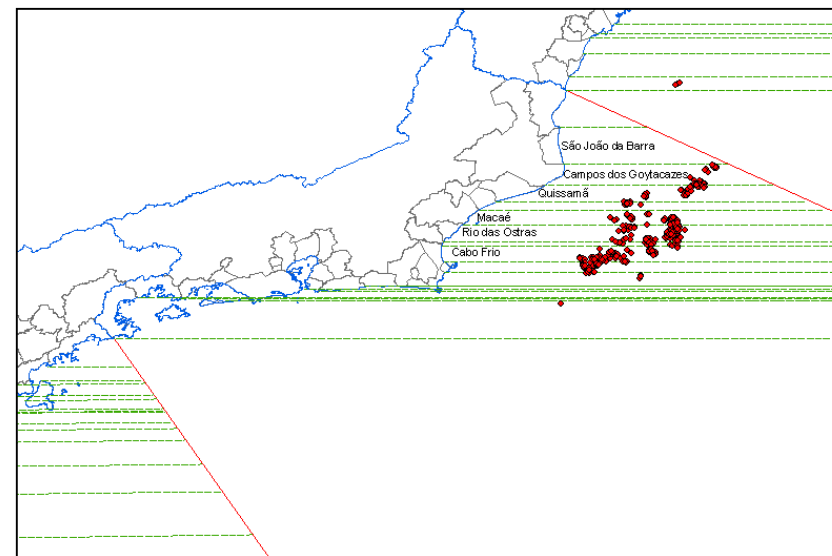 São João da Barra
Campos dos Goytacazes
Quissamã
Macaé
Rio das Ostras
Cabo Frio